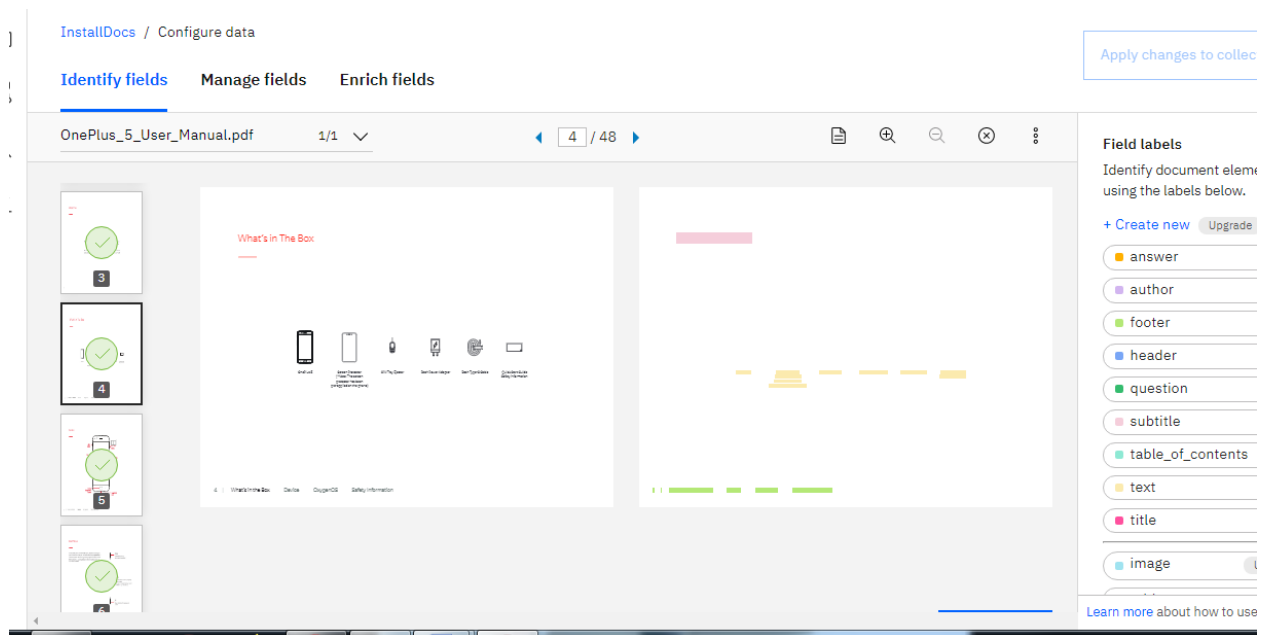 InstallDocs / Configure data
Apply changes to collec
Identify fields Manage fields Enrich fields
OnePlus_5_User_Manual.pdf 1/1 4 / 48
Field labels
Identify document eleme
using the labels below.
+ Create new Upgrade
answer
author
footer
header
question
subtitle
table_of_contents
text
title
image
Learn more about how to use
3
4
5
6
What's in The Box
4 | What's in the Box Device OxygenOS Safety Information